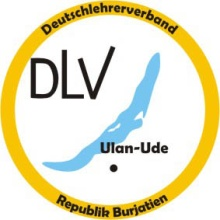 Deutschlehrerverband
DLV
Ulan-Ude
Republik Burjatien